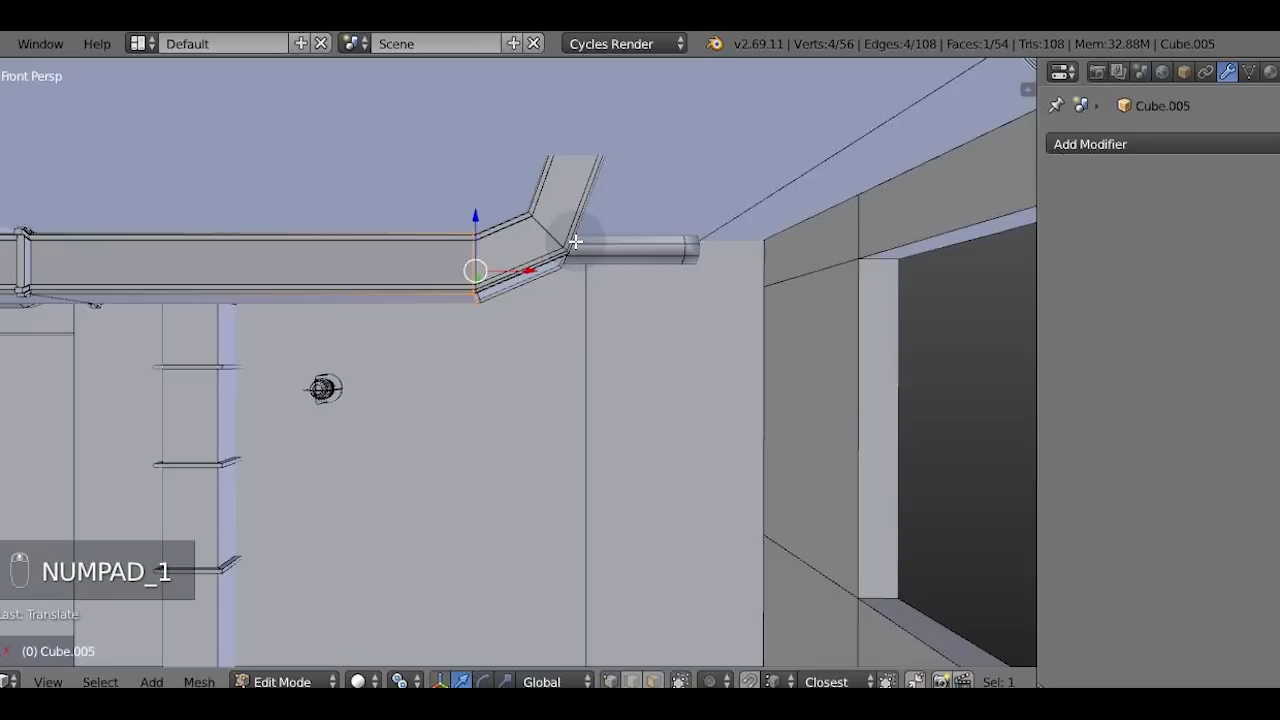 Window Help Default Scene Cycles Render v2.69.11 | Verts:4/56 | Edges:4/108 | Faces:1/54 | Tris:108 | Mem:32.88M | Cube.005
Front Persp
Cube.005
Add Modifier
NUMPAD_1
Last: Translate
(0) Cube.005
View Select Add Mesh Edit Mode Global Closest Sel: 1